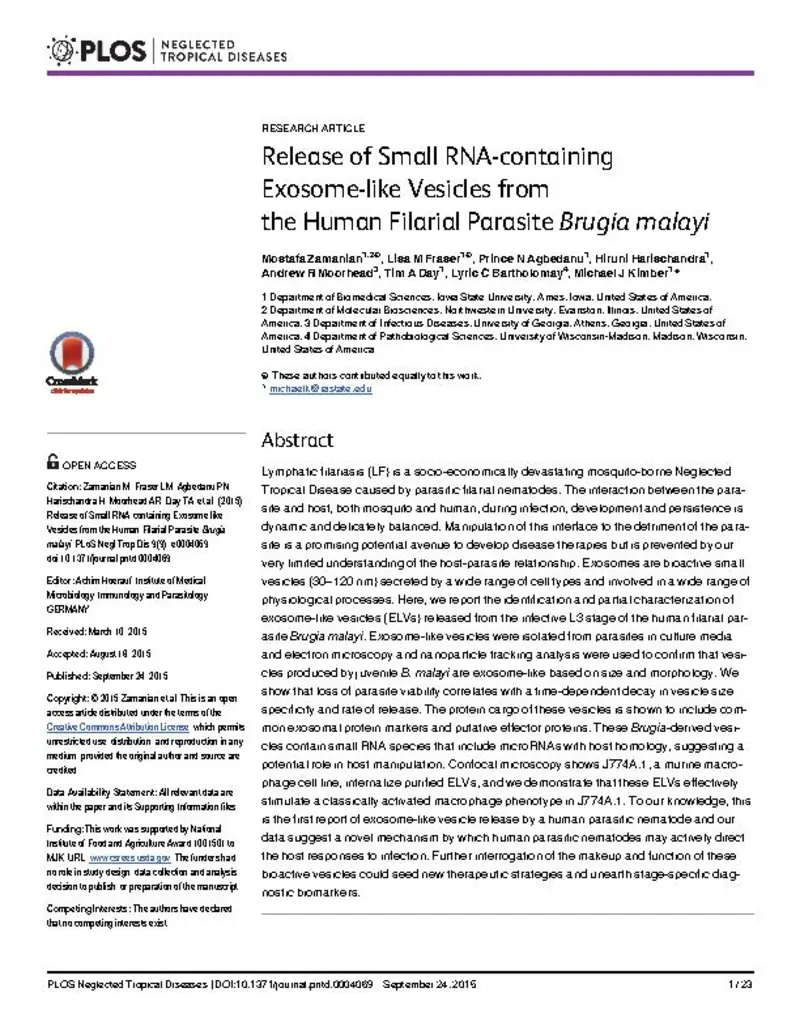 PLOS | NEGLECTED
TROPICAL DISEASES
RESEARCH ARTICLE
Release of Small RNA-containing
Exosome-like Vesicles from
the Human Filarial Parasite Brugia malayi
Mostafa Zamanian1,2☯, Lisa M Fraser1☯, Prince N Agbedanu1, Hiruni Harischandra1,
Andrew R Moorhead3, Tim A Day1, Lyric C Bartholomay4, Michael J Kimber1*
1 Department of Biomedical Sciences, Iowa State University, Ames, Iowa, United States of America,
2 Department of Molecular Biosciences, Northwestern University, Evanston, Illinois, United States of
America, 3 Department of Infectious Diseases, University of Georgia, Athens, Georgia, United States of
America, 4 Department of Pathobiological Sciences, University of Wisconsin-Madison, Madison, Wisconsin,
United States of America
☯ These authors contributed equally to this work.
* michaelk@iastate.edu
CrossMark
click for updates
OPEN ACCESS
Citation: Zamanian M, Fraser LM, Agbedanu PN,
Harischandra H, Moorhead AR, Day TA, et al. (2015)
Release of Small RNA-containing Exosome-like
Vesicles from the Human Filarial Parasite Brugia
malayi. PLoS Negl Trop Dis 9(9): e0004069.
doi:10.1371/journal.pntd.0004069
Editor: Achim Hoerauf, Institute of Medical
Microbiology, Immunology and Parasitology,
GERMANY
Received: March 10, 2015
Accepted: August 18, 2015
Published: September 24, 2015
Copyright: © 2015 Zamanian et al. This is an open
access article distributed under the terms of the
Creative Commons Attribution License, which permits
unrestricted use, distribution, and reproduction in any
medium, provided the original author and source are
credited.
Data Availability Statement: All relevant data are
within the paper and its Supporting Information files.
Funding: This work was supported by National
Institute of Food and Agriculture Award (1001501) to
MJK. URL: www.csrees.usda.gov. The funders had
no role in study design, data collection and analysis,
decision to publish, or preparation of the manuscript.
Competing Interests: The authors have declared
that no competing interests exist.
Abstract
Lymphatic filariasis (LF) is a socio-economically devastating mosquito-borne Neglected
Tropical Disease caused by parasitic filarial nematodes. The interaction between the para-
site and host, both mosquito and human, during infection, development and persistence is
dynamic and delicately balanced. Manipulation of this interface to the detriment of the para-
site is a promising potential avenue to develop disease therapies but is prevented by our
very limited understanding of the host-parasite relationship. Exosomes are bioactive small
vesicles (30–120 nm) secreted by a wide range of cell types and involved in a wide range of
physiological processes. Here, we report the identification and partial characterization of
exosome-like vesicles (ELVs) released from the infective L3 stage of the human filarial par-
asite Brugia malayi. Exosome-like vesicles were isolated from parasites in culture media
and electron microscopy and nanoparticle tracking analysis were used to confirm that vesi-
cles produced by juvenile B. malayi are exosome-like based on size and morphology. We
show that loss of parasite viability correlates with a time-dependent decay in vesicle size
specificity and rate of release. The protein cargo of these vesicles is shown to include com-
mon exosomal protein markers and putative effector proteins. These Brugia-derived vesi-
cles contain small RNA species that include microRNAs with host homology, suggesting a
potential role in host manipulation. Confocal microscopy shows J774A.1, a murine macro-
phage cell line, internalize purified ELVs, and we demonstrate that these ELVs effectively
stimulate a classically activated macrophage phenotype in J774A.1. To our knowledge, this
is the first report of exosome-like vesicle release by a human parasitic nematode and our
data suggest a novel mechanism by which human parasitic nematodes may actively direct
the host responses to infection. Further interrogation of the makeup and function of these
bioactive vesicles could seed new therapeutic strategies and unearth stage-specific diag-
nostic biomarkers.
PLOS Neglected Tropical Diseases | DOI:10.1371/journal.pntd.0004069 September 24, 2015
1 / 23